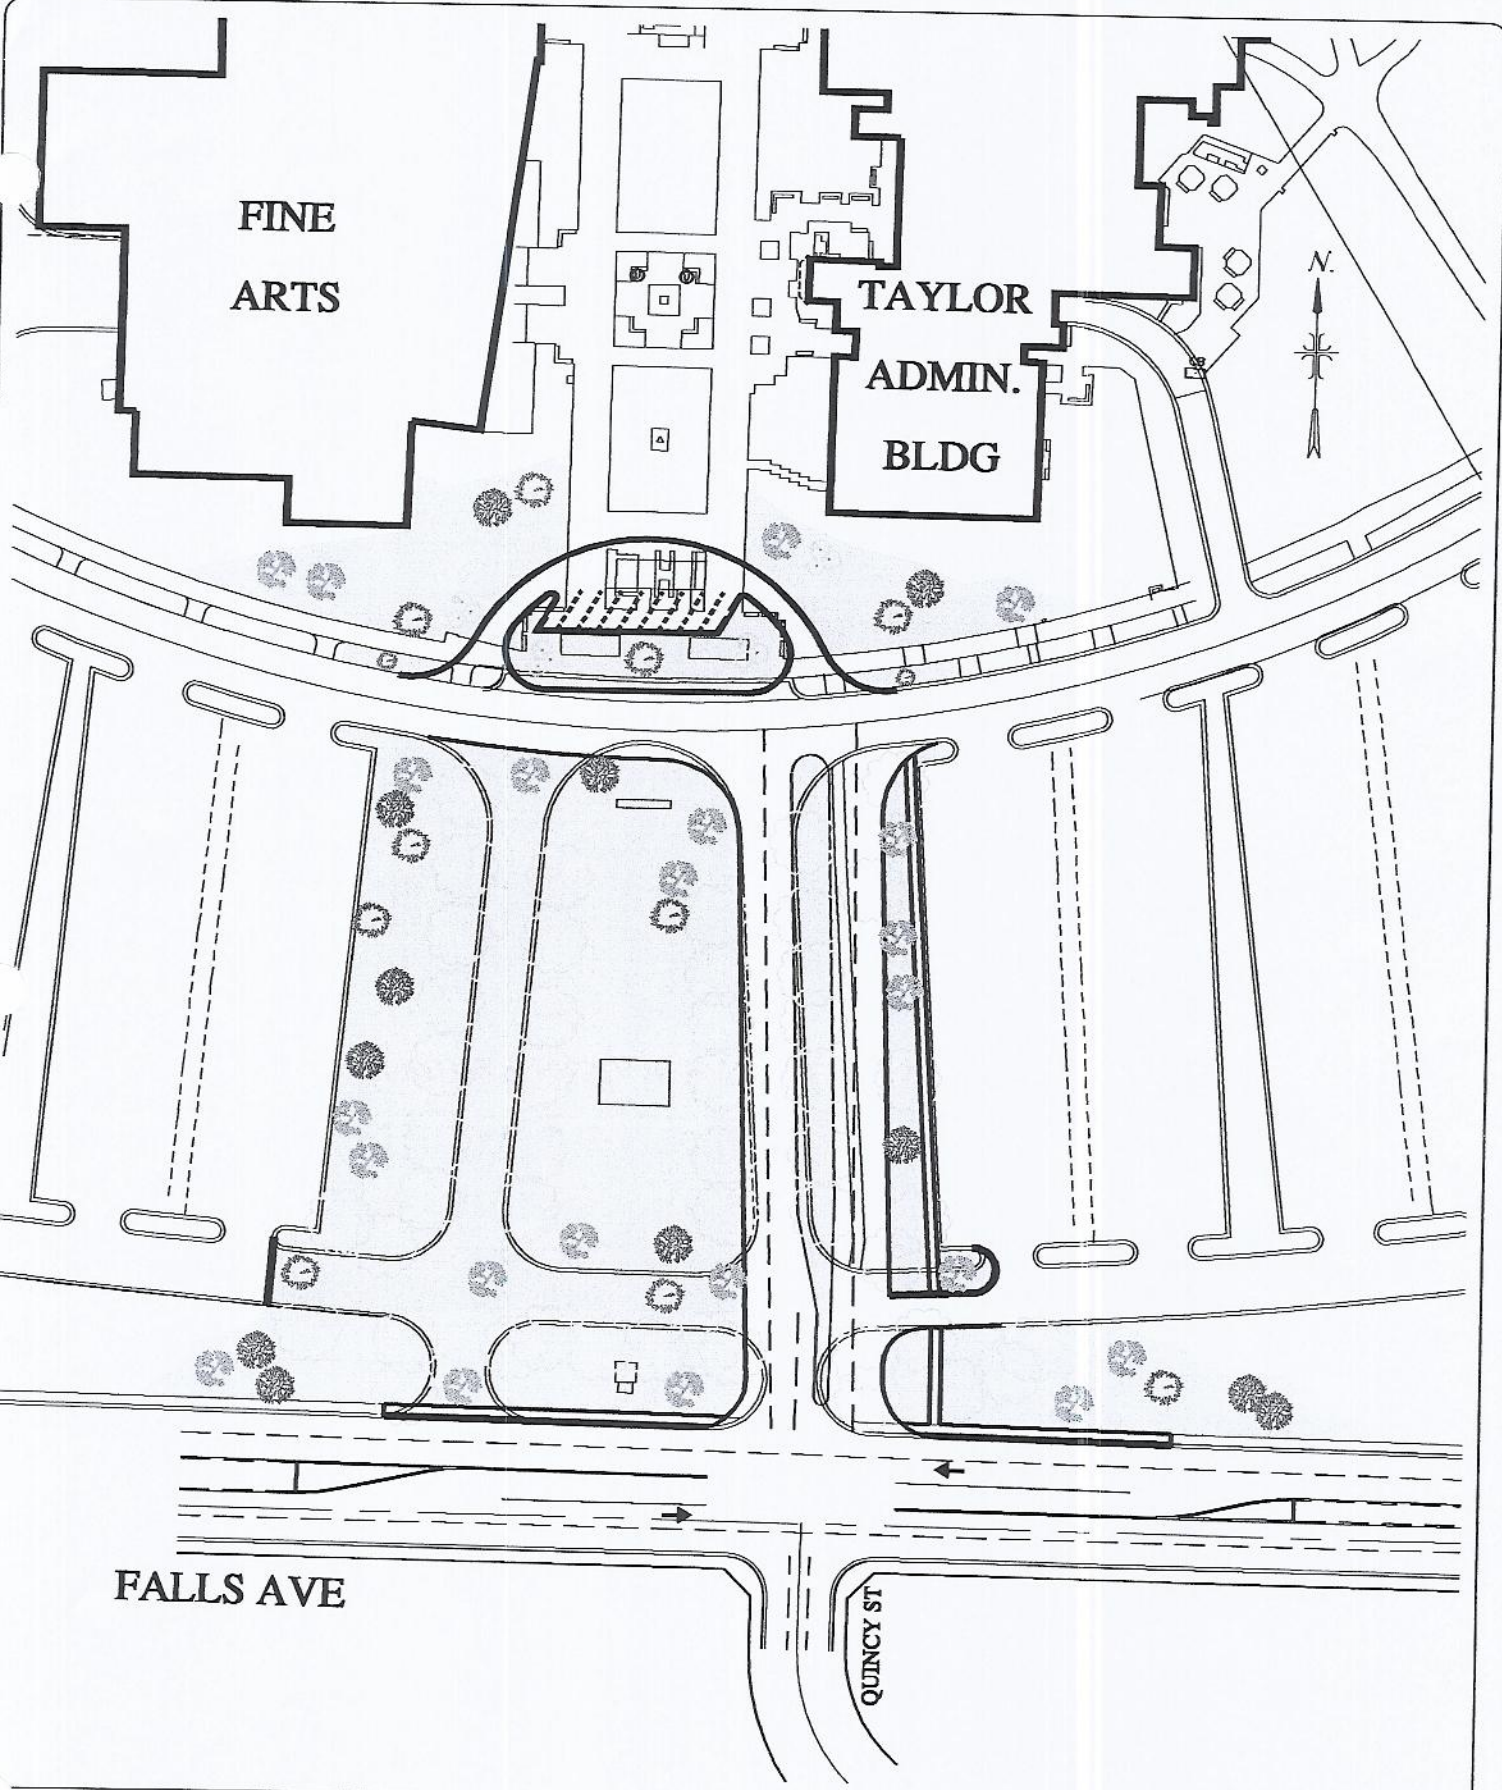 FINE
ARTS
TAYLOR
ADMIN.
BLDG
N.
FALLS AVE
QUINCY ST